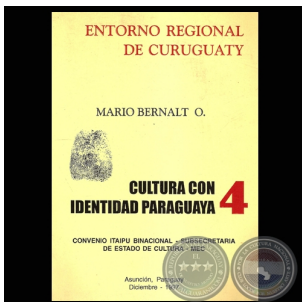 ENTORNO REGIONAL
DE CURUGUATY
MARIO BERNALT O.
CULTURA CON
IDENTIDAD PARAGUAYA 4
CONVENIO ITAIPU BINACIONAL - SUBSECRETARIA
DE ESTADO DE CULTURA - MEC
Asunción, Paraguay
Diciembre - 1997